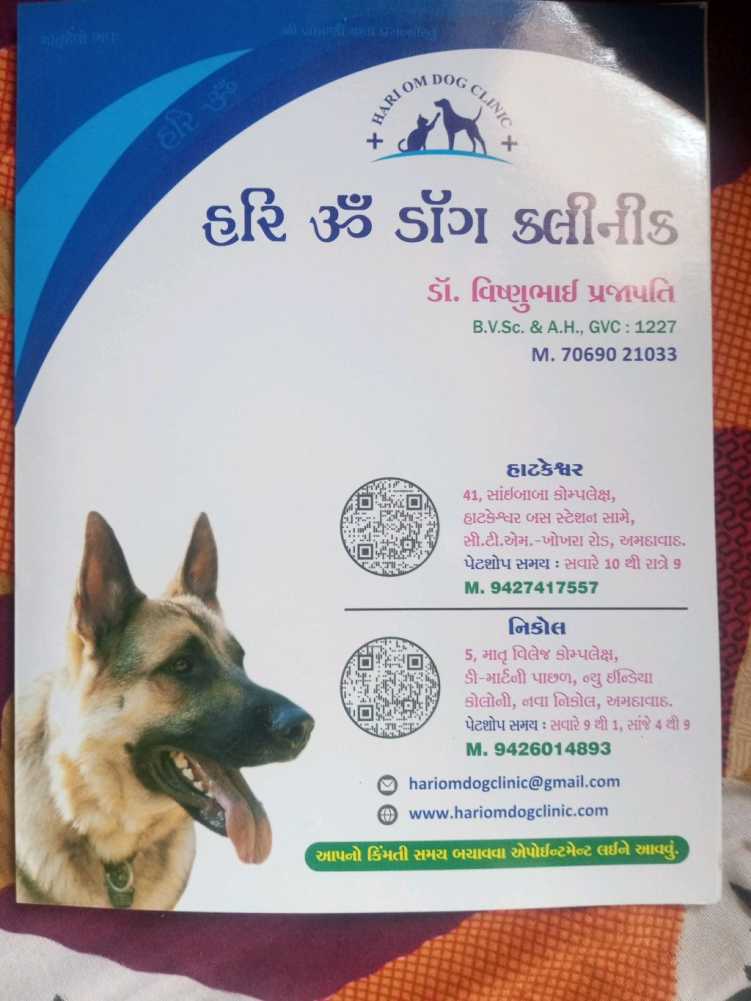 હરિ ૐ
HARI OM DOG CLINIC
હરિ ૐ ડૉગ ક્લીનીક
ડૉ. વિષ્ણુભાઈ પ્રજાપતિ
B.V.Sc. & A.H., GVC : 1227
M. 70690 21033
હાટકેશ્વર
41, સાંઈબાબા કોમ્પલેક્ષ,
હાટકેશ્વર બસ સ્ટેશન સામે,
સી.ટી.એમ.-ખોખરા રોડ, અમદાવાદ.
પેટશોપ સમય : સવારે 10 થી રાત્રે 9
M. 9427417557
નિકોલ
5, માતૃ વિલેજ કોમ્પલેક્ષ,
ડી-માર્ટની પાછળ, ન્યુ ઈન્ડિયા
કોલોની, નવા નિકોલ, અમદાવાદ.
પેટશોપ સમય : સવારે 9 થી 1, સાંજે 4 થી 9
M. 9426014893
hariomdogclinic@gmail.com
www.hariomdogclinic.com
આપનો કિંમતી સમય બચાવવા એપોઈન્ટમેન્ટ લઈને આવવું.